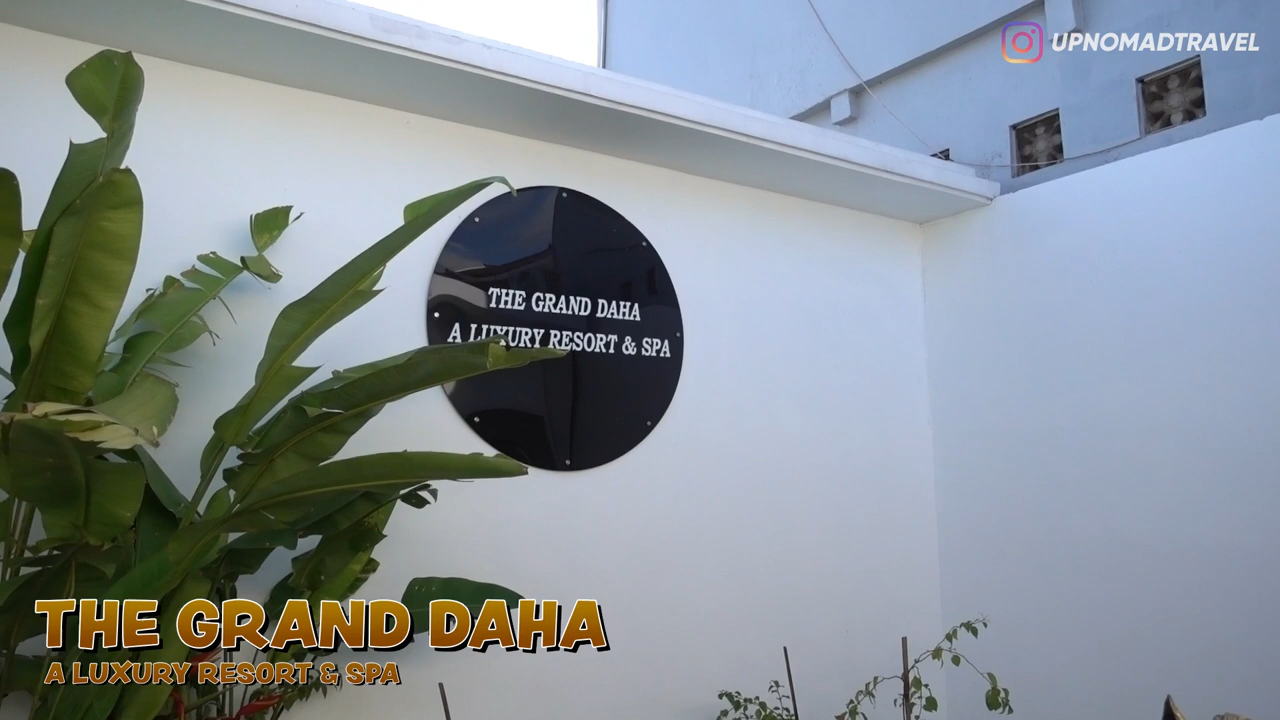 UPNOMADTRAVEL
THE GRAND DAHA
A LUXURY RESORT & SPA
THE GRAND DAHA
A LUXURY RESORT & SPA